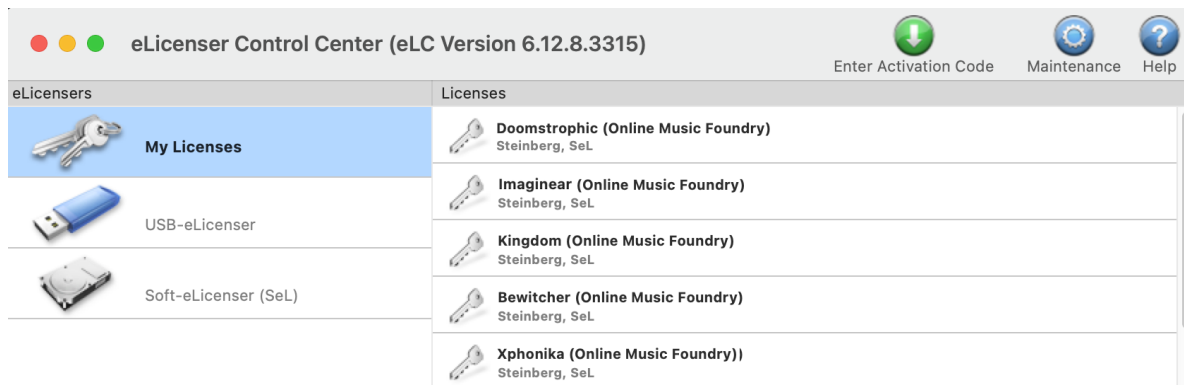 eLicenser Control Center (eLC Version 6.12.8.3315)
Enter Activation Code
Maintenance
Help
eLicensers
Licenses
My Licenses
USB-eLicenser
Soft-eLicenser (SeL)
Doomstrophic (Online Music Foundry)
Steinberg, SeL
Imaginear (Online Music Foundry)
Steinberg, SeL
Kingdom (Online Music Foundry)
Steinberg, SeL
Bewitcher (Online Music Foundry)
Steinberg, SeL
Xphonika (Online Music Foundry))
Steinberg, SeL